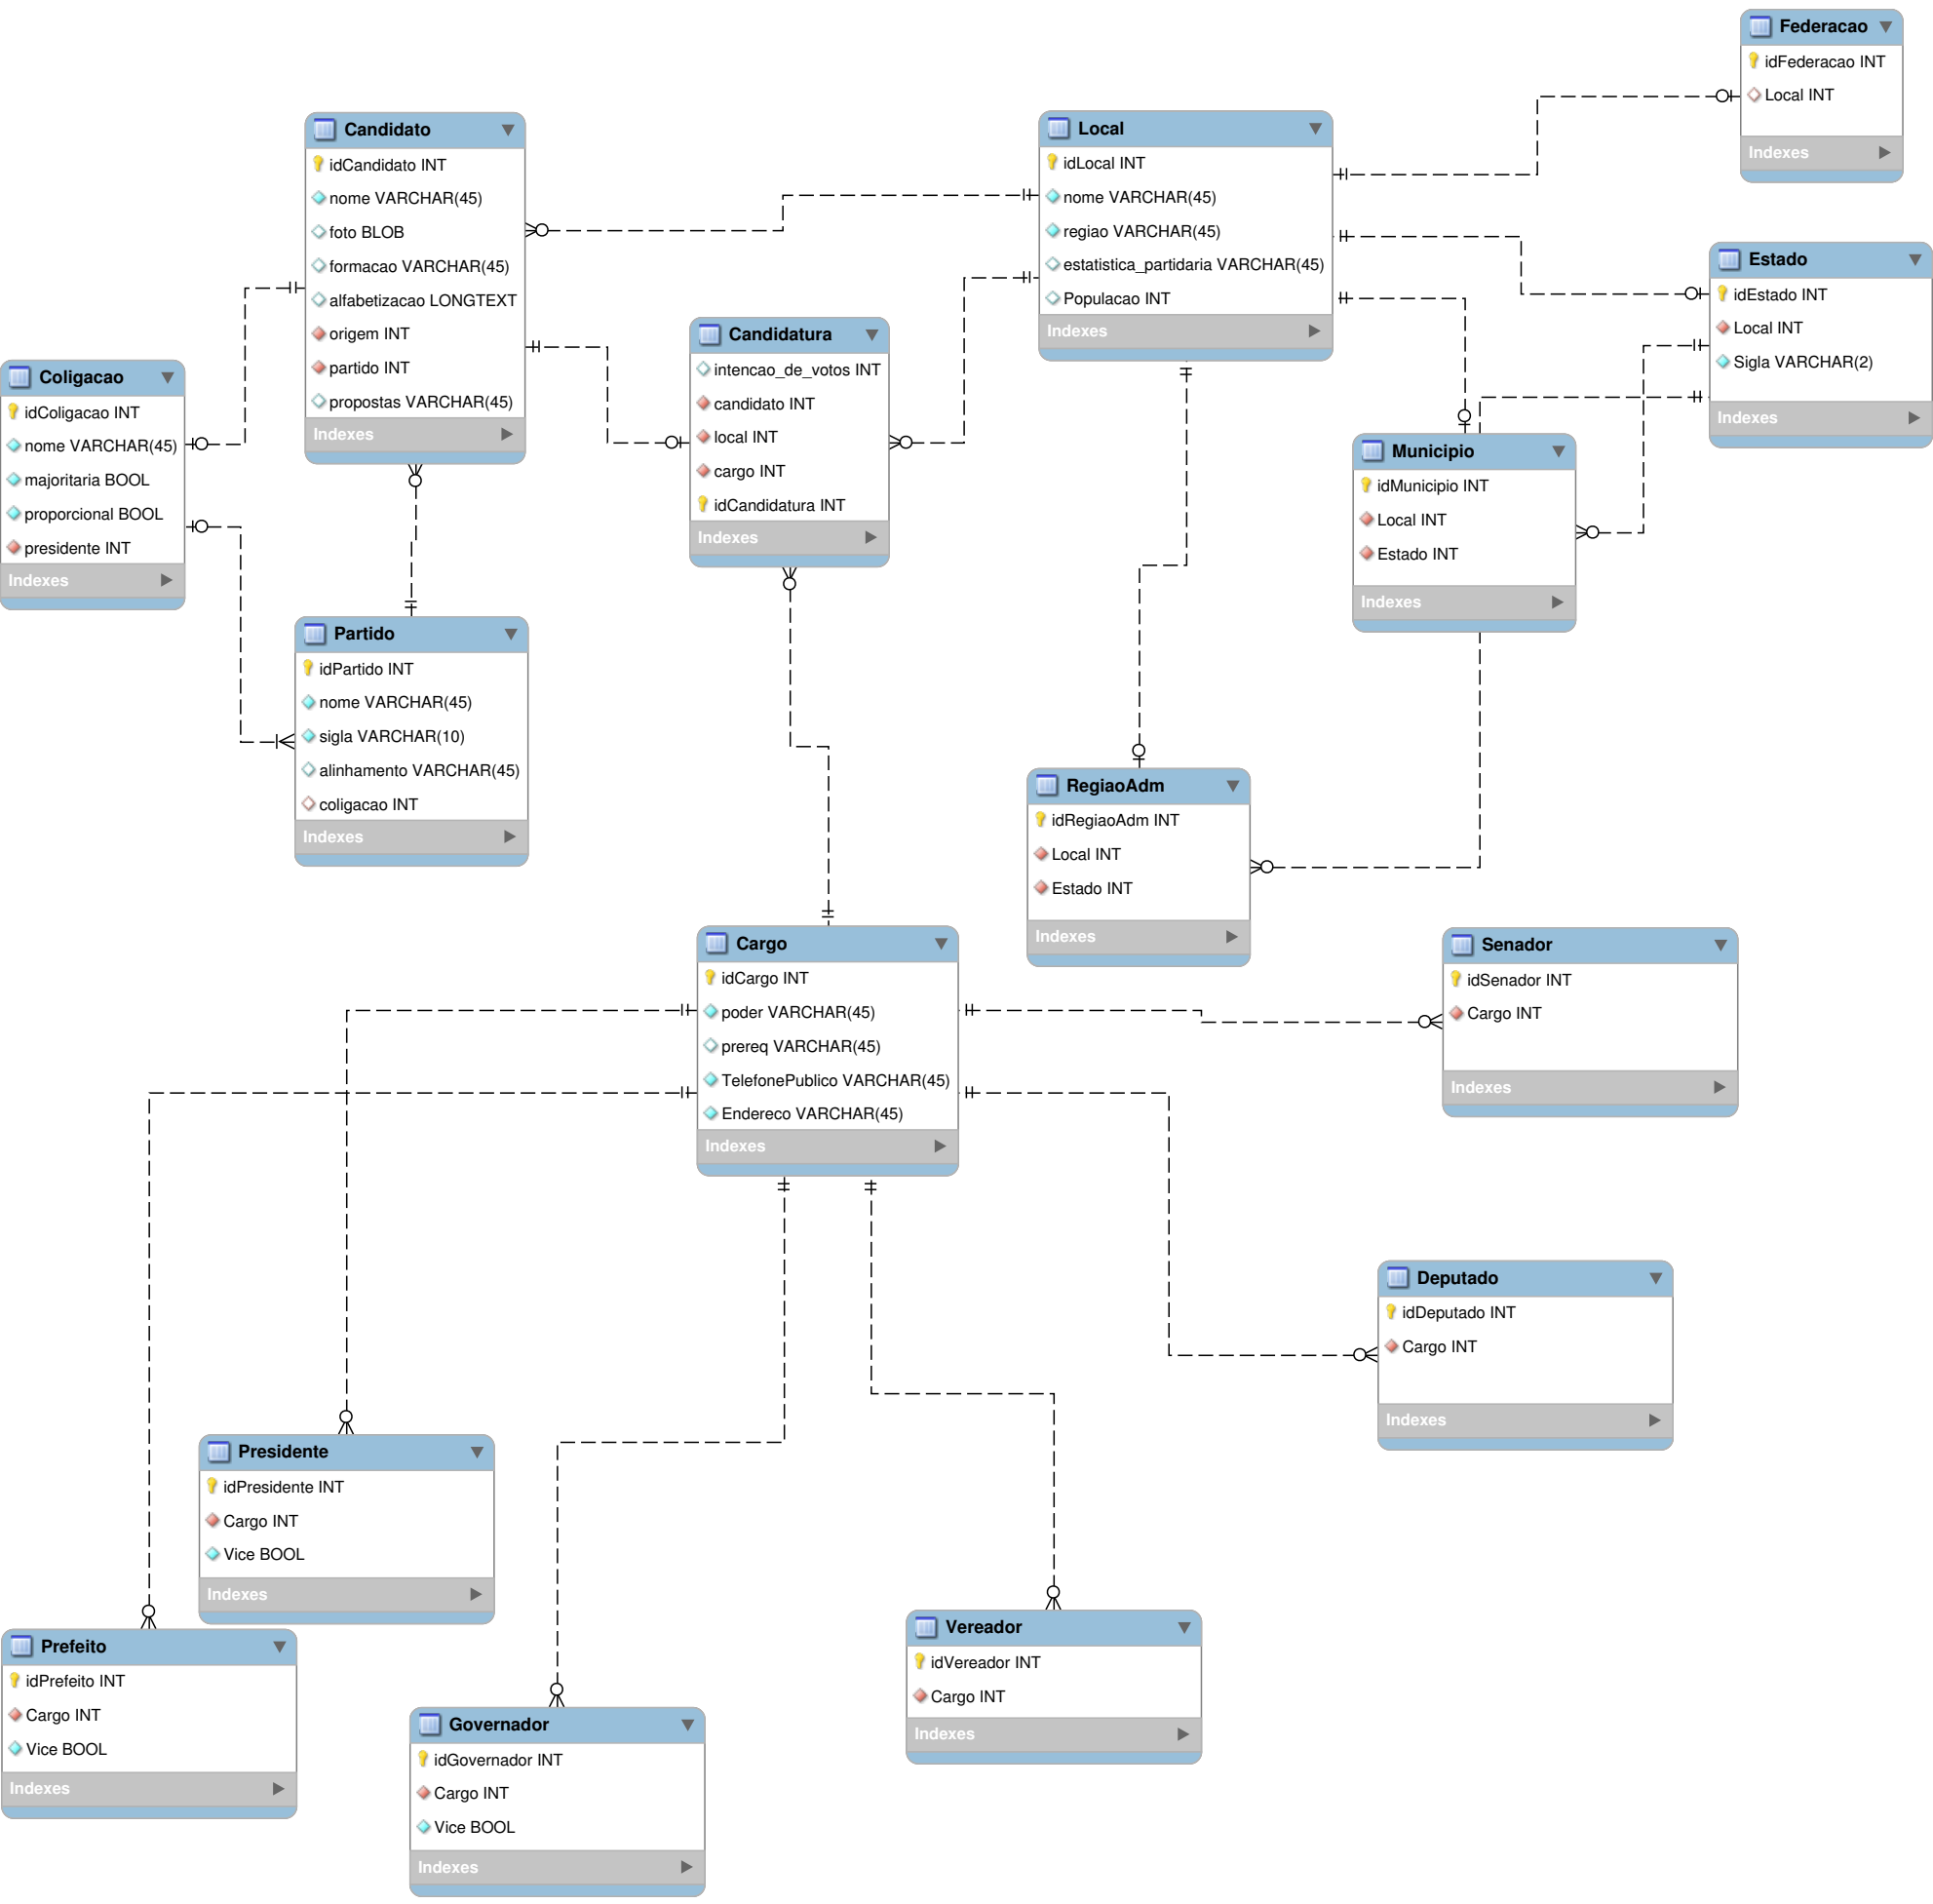 Federacao
idFederacao INT
Local INT
Indexes
Candidato
idCandidato INT
nome VARCHAR(45)
foto BLOB
formacao VARCHAR(45)
alfabetizacao LONGTEXT
origem INT
partido INT
propostas VARCHAR(45)
Indexes
Local
idLocal INT
nome VARCHAR(45)
regiao VARCHAR(45)
estatistica_partidaria VARCHAR(45)
Populacao INT
Indexes
Estado
idEstado INT
Local INT
Sigla VARCHAR(2)
Indexes
Coligacao
idColigacao INT
nome VARCHAR(45)
majoritaria BOOL
proporcional BOOL
presidente INT
Indexes
Candidatura
intencao_de_votos INT
candidato INT
local INT
cargo INT
idCandidatura INT
Indexes
Municipio
idMunicipio INT
Local INT
Estado INT
Indexes
Partido
idPartido INT
nome VARCHAR(45)
sigla VARCHAR(10)
alinhamento VARCHAR(45)
coligacao INT
Indexes
RegiaoAdm
idRegiaoAdm INT
Local INT
Estado INT
Indexes
Cargo
idCargo INT
poder VARCHAR(45)
prereq VARCHAR(45)
TelefonePublico VARCHAR(45)
Endereco VARCHAR(45)
Indexes
Senador
idSenador INT
Cargo INT
Indexes
Deputado
idDeputado INT
Cargo INT
Indexes
Presidente
idPresidente INT
Cargo INT
Vice BOOL
Indexes
Prefeito
idPrefeito INT
Cargo INT
Vice BOOL
Indexes
Governador
idGovernador INT
Cargo INT
Vice BOOL
Indexes
Vereador
idVereador INT
Cargo INT
Indexes